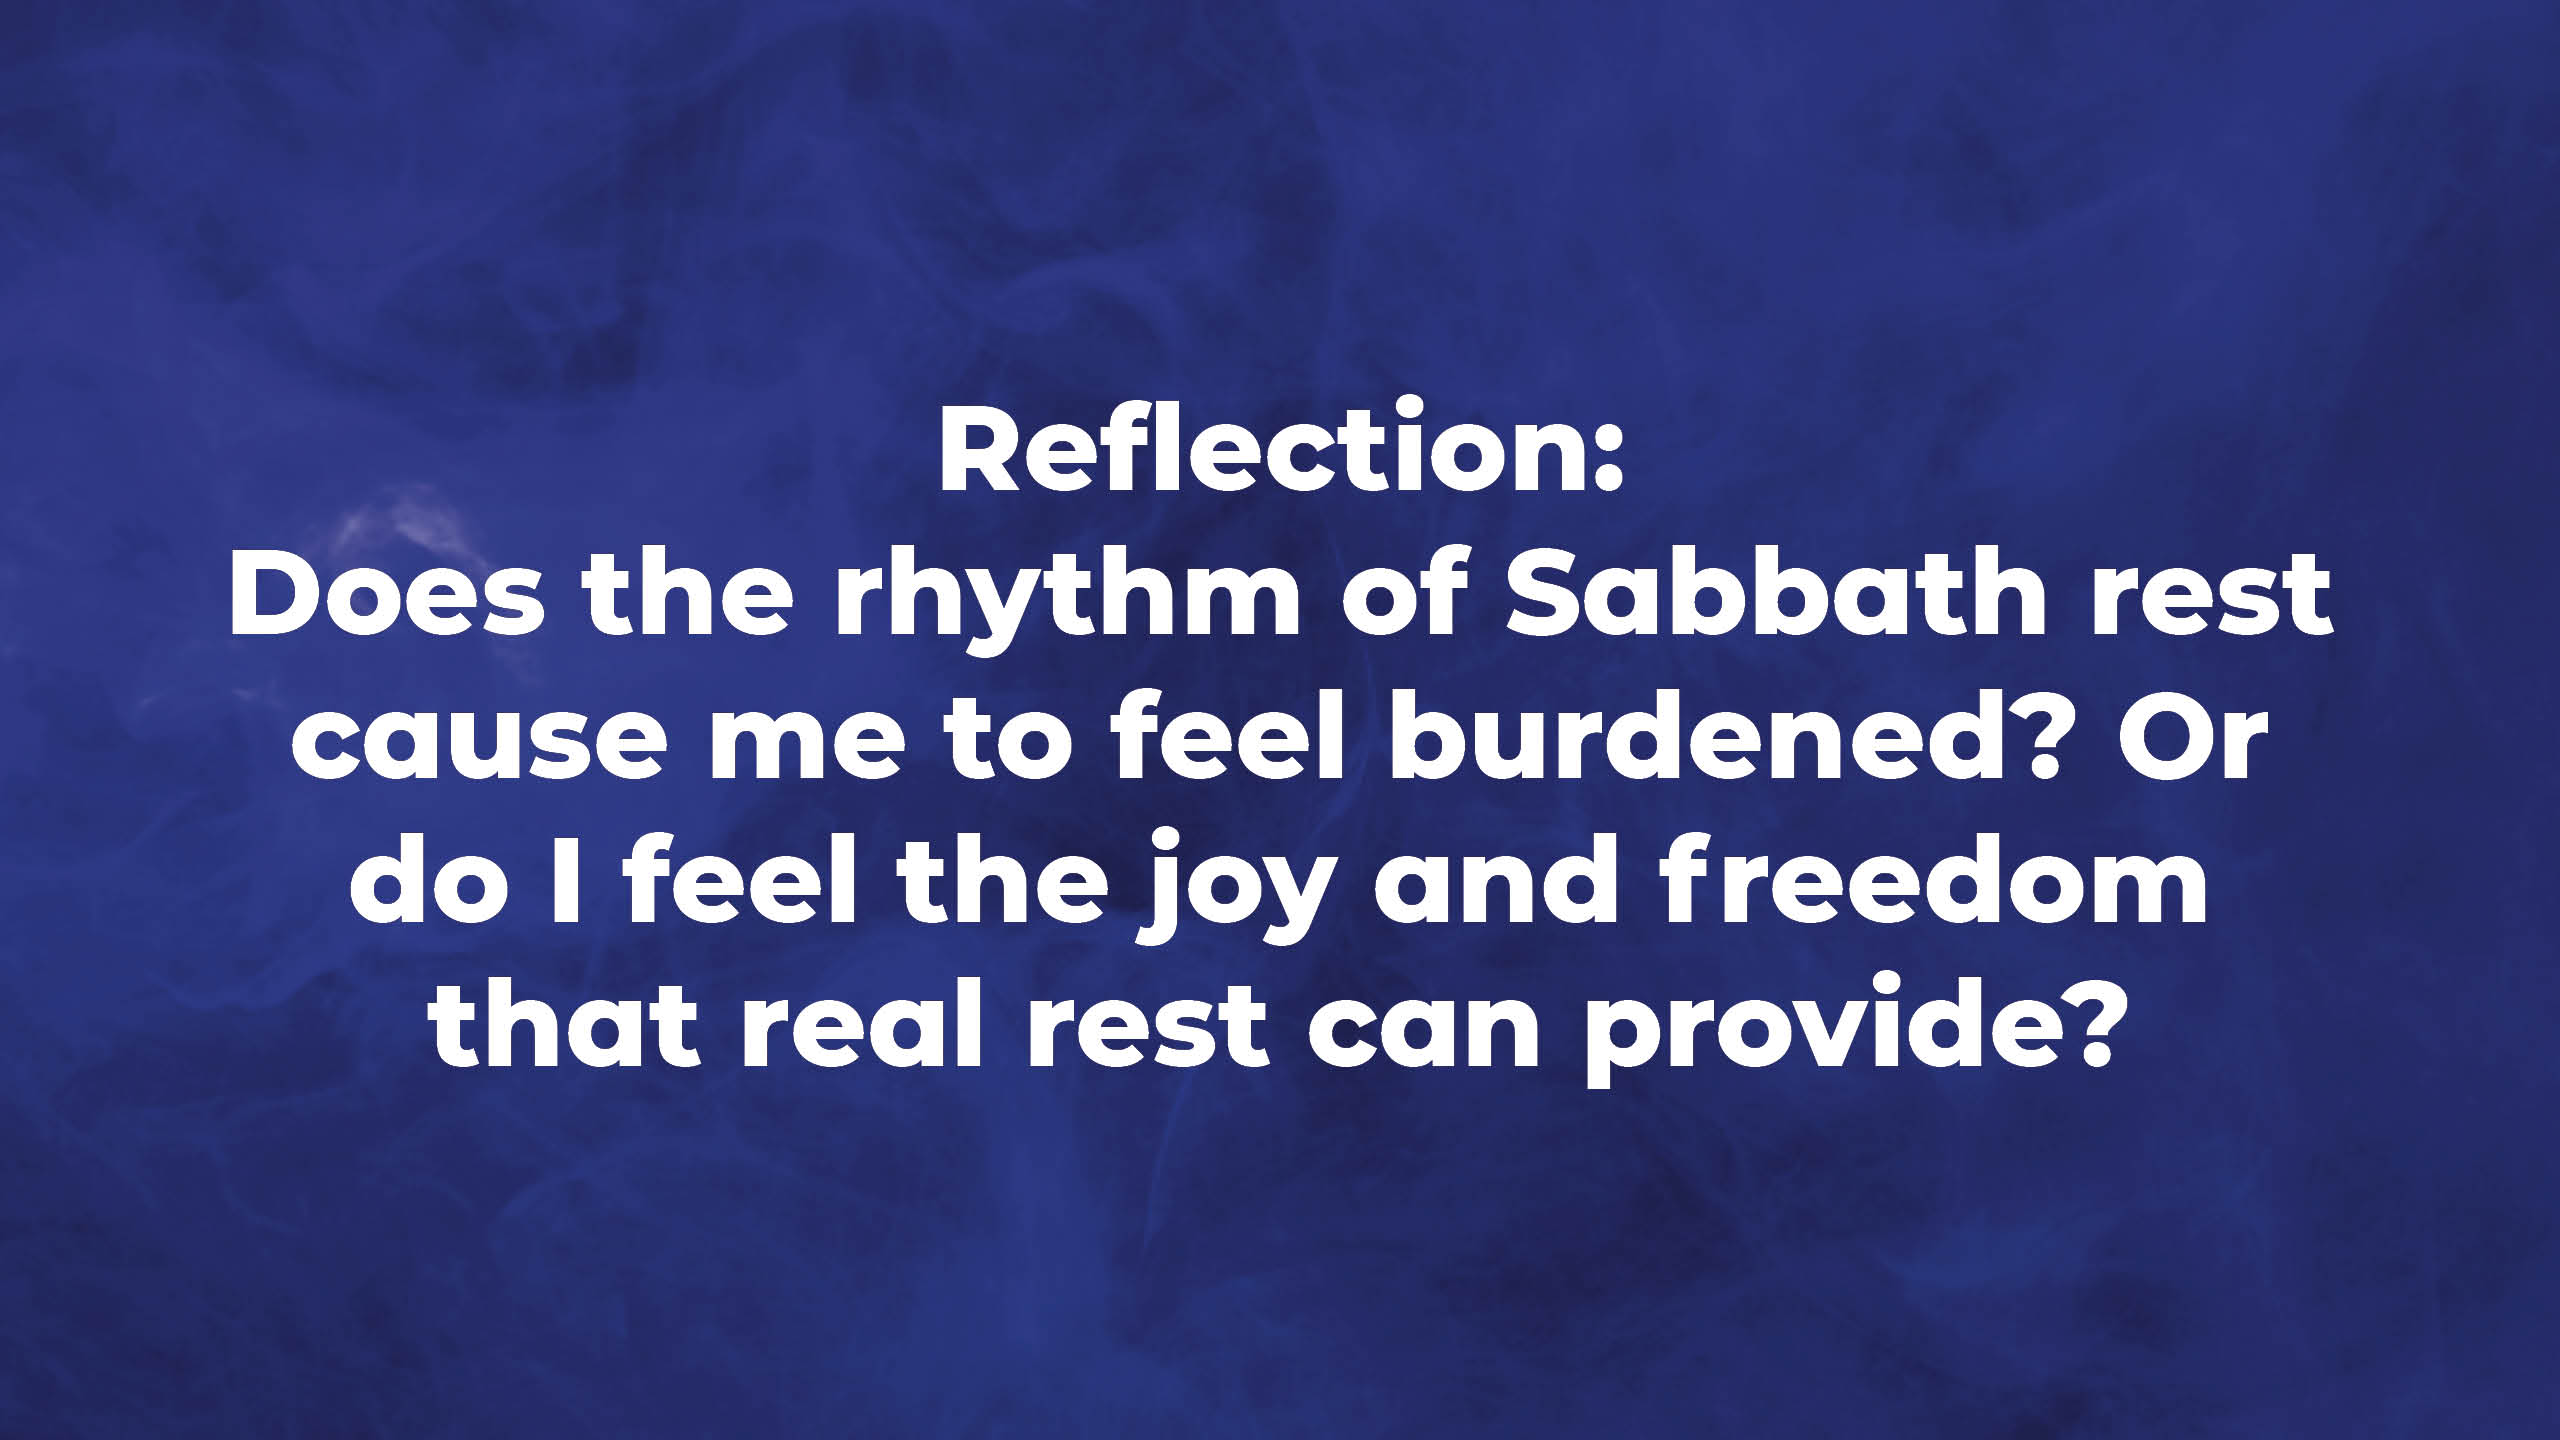 Reflection:
Does the rhythm of Sabbath rest
cause me to feel burdened? Or
do I feel the joy and freedom
that real rest can provide?